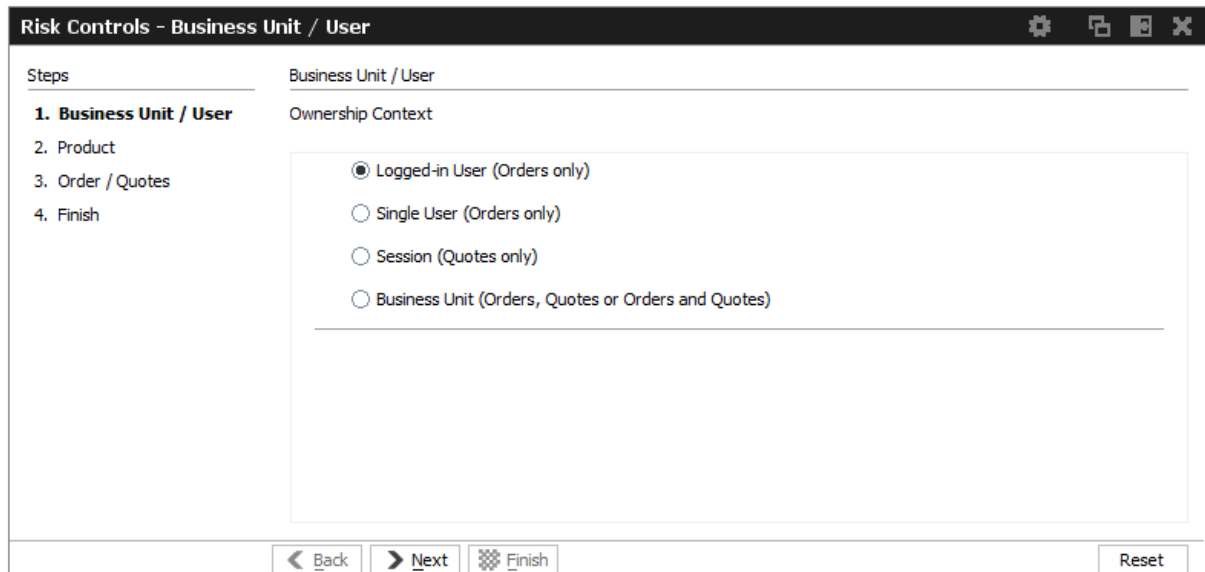 Risk Controls - Business Unit / User
Steps
1. Business Unit / User
2. Product
3. Order / Quotes
4. Finish
Business Unit / User
Ownership Context
Logged-in User (Orders only)
Single User (Orders only)
Session (Quotes only)
Business Unit (Orders, Quotes or Orders and Quotes)
Back Next Finish Reset